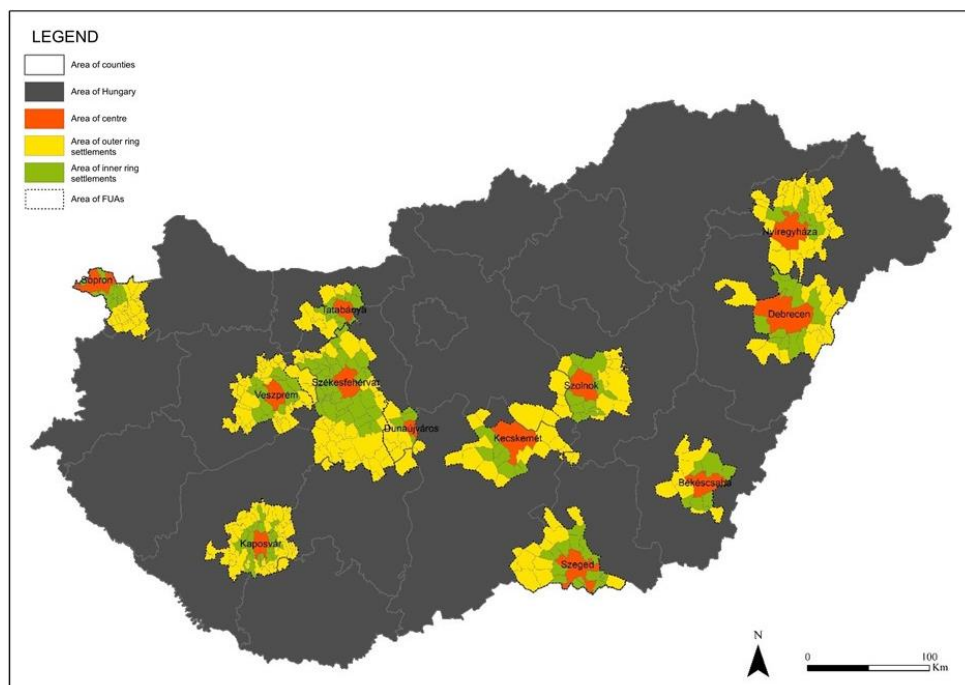 LEGEND
Area of counties
Area of Hungary
Area of centre
Area of outer ring
settlements
Area of inner ring
settlements
Area of FUAs
Nyíregyháza
Sopron
Tatabánya
Debrecen
Székesfehérvár
Szolnok
Veszprém
Dunaújváros
Kecskemét
Békéscsaba
Kaposvár
Szeged
N
0 100
Km